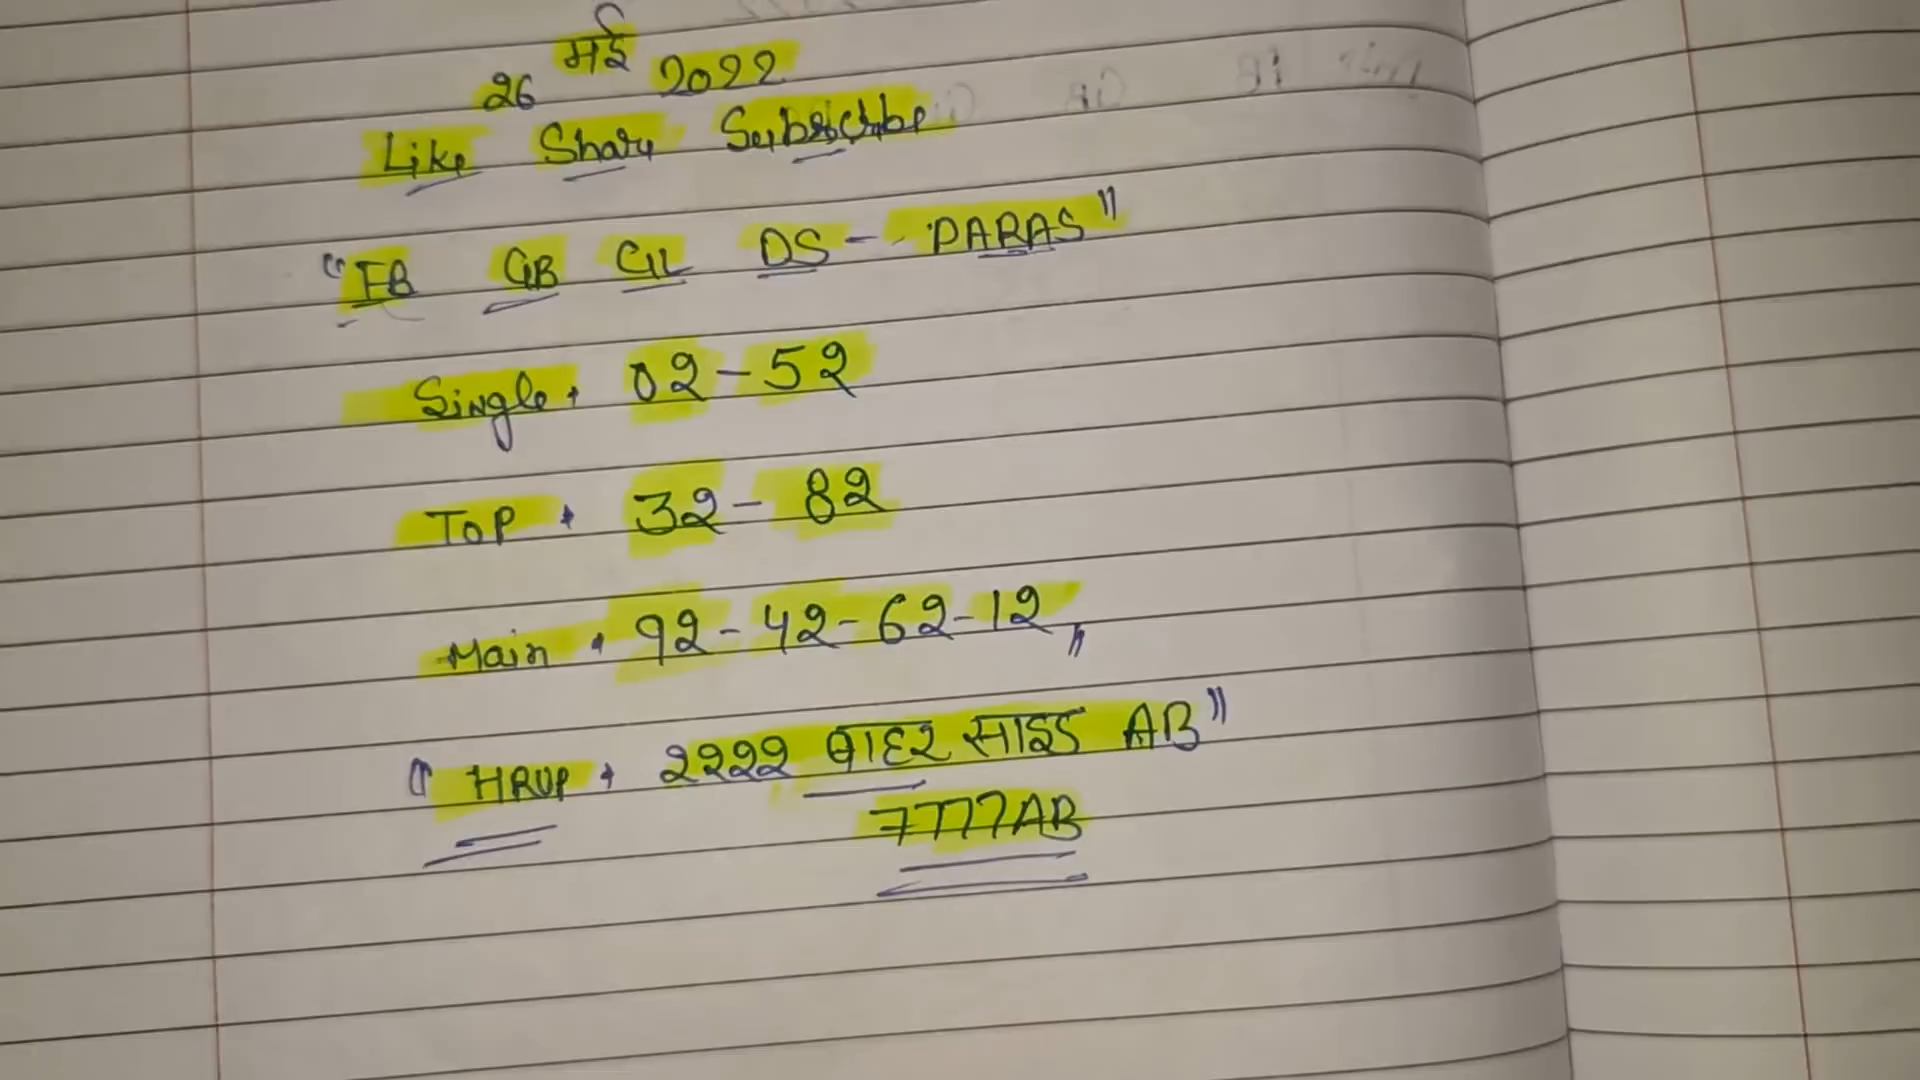 26 मई 2022
Like Share Subscribe
"FB GB GL DS - PARAS"
Single • 02-52
TOP • 32-82
Main • 92-42-62-12"
"HRUP • 2222 बाहर साइड AB"
7777AB